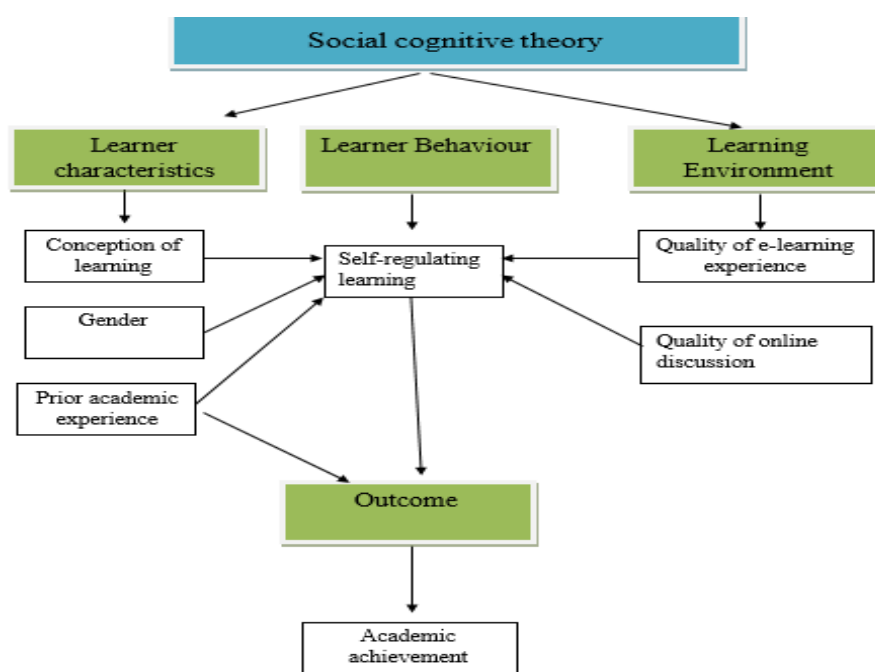 Social cognitive theory
Learner
characteristics
Learner Behaviour
Learning
Environment
Conception of
learning
Self-regulating
learning
Quality of e-learning
experience
Gender
Quality of online
discussion
Prior academic
experience
Outcome
Academic
achievement